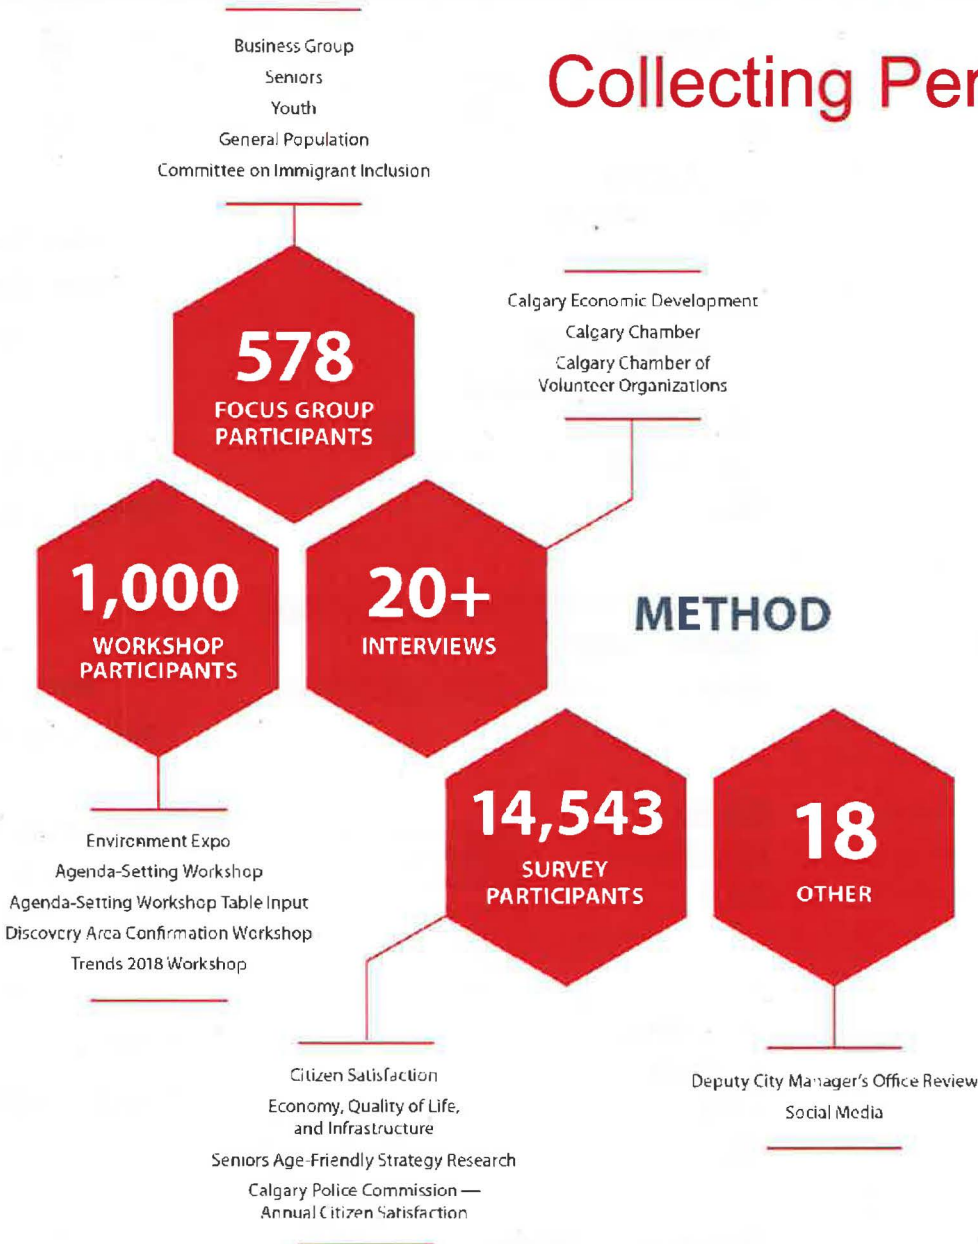 Business Group
Seniors
Youth
General Population
Committee on Immigrant Inclusion
Collecting Per
578
FOCUS GROUP
PARTICIPANTS
Calgary Economic Development
Calgary Chamber
Calgary Chamber of
Volunteer Organizations
1,000
WORKSHOP
PARTICIPANTS
20+
INTERVIEWS
METHOD
Environment Expo
Agenda-Setting Workshop
Agenda-Setting Workshop Table Input
Discovery Area Confirmation Workshop
Trends 2018 Workshop
14,543
SURVEY
PARTICIPANTS
18
OTHER
Citizen Satisfaction
Economy, Quality of Life,
and Infrastructure
Seniors Age-Friendly Strategy Research
Calgary Police Commission —
Annual Citizen Satisfaction
Deputy City Manager's Office Review
Social Media